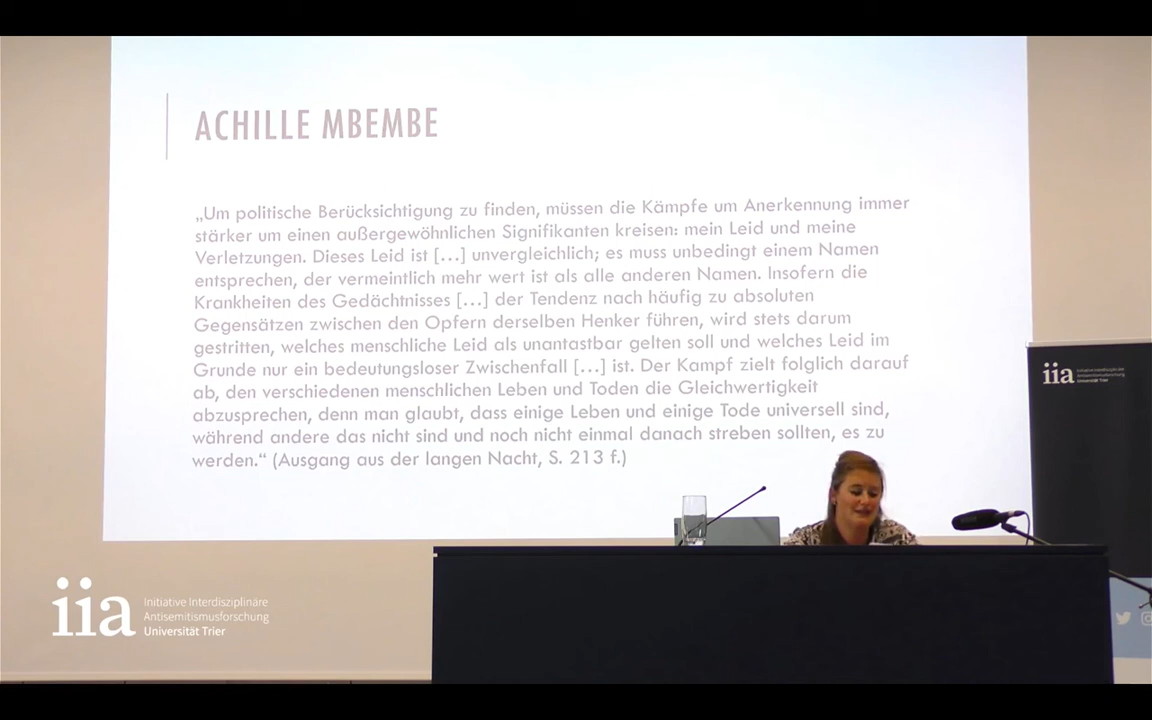 ACHILLE MBEMBE
„Um politische Berücksichtigung zu finden, müssen die Kämpfe um Anerkennung immer
stärker um einen außergewöhnlichen Signifikanten kreisen: mein Leid und meine
Verletzungen. Dieses Leid ist […] unvergleichlich; es muss unbedingt einem Namen
entsprechen, der vermeintlich mehr wert ist als alle anderen Namen. Insofern die
Krankheiten des Gedächtnisses […] der Tendenz nach häufig zu absoluten
Gegensätzen zwischen den Opfern derselben Henker führen, wird stets darum
gestritten, welches menschliche Leid als unantastbar gelten soll und welches Leid im
Grunde nur ein bedeutungsloser Zwischenfall […] ist. Der Kampf zielt folglich darauf
ab, den verschiedenen menschlichen Leben und Toden die Gleichwertigkeit
abzusprechen, denn man glaubt, dass einige Leben und einige Tode universell sind,
während andere das nicht sind und noch nicht einmal danach streben sollten, es zu
werden.“ (Ausgang aus der langen Nacht, S. 213 f.)
iia
Initiative Interdisziplinäre
Antisemitismusforschung
Universität Trier
iia
Initiative Interdisziplinäre
Antisemitismusforschung
Universität Trier